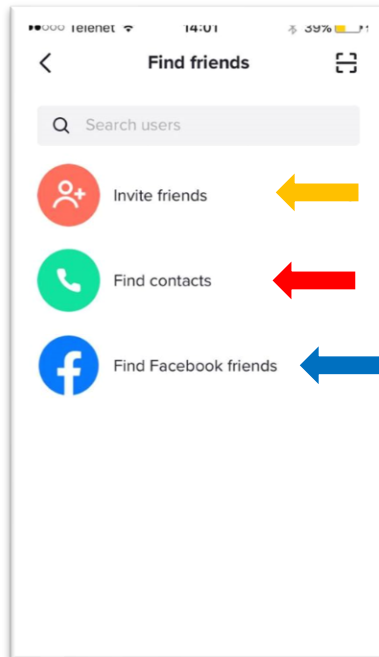 Telenet 14:01 39%
Find friends
Search users
Invite friends
Find contacts
Find Facebook friends